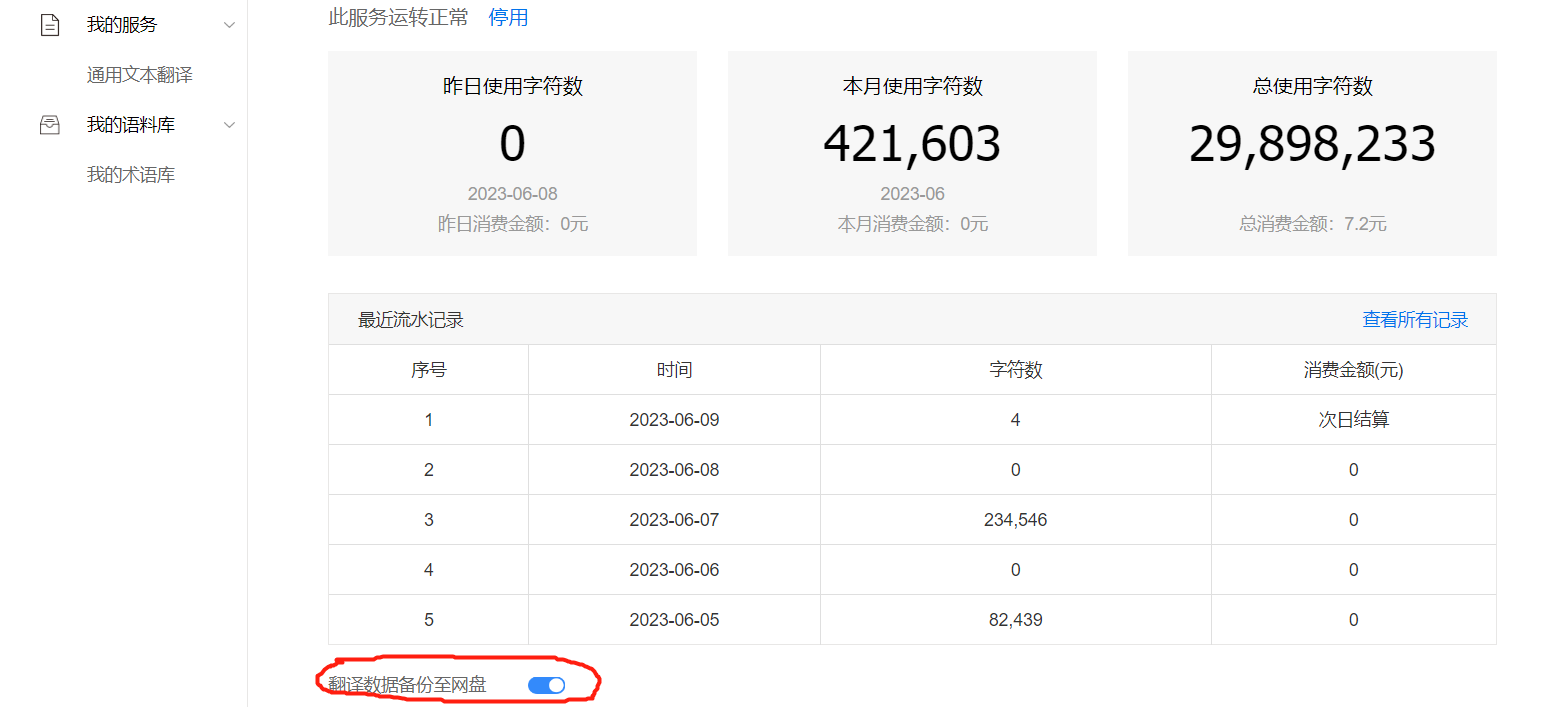 我的服务
通用文本翻译
我的语料库
我的术语库
此服务运转正常 停用
昨日使用字符数
0
2023-06-08
昨日消费金额：0元
本月使用字符数
421,603
2023-06
本月消费金额：0元
总使用字符数
29,898,233
总消费金额：7.2元
最近流水记录 查看所有记录
序号 时间 字符数 消费金额(元)
1 2023-06-09 4 次日结算
2 2023-06-08 0 0
3 2023-06-07 234,546 0
4 2023-06-06 0 0
5 2023-06-05 82,439 0
翻译数据备份至网盘